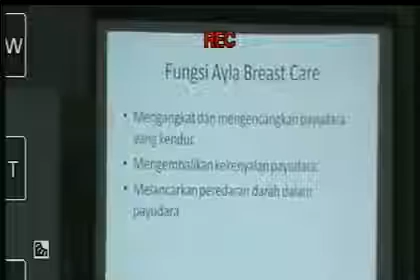 REC
W
Fungsi Ayla Breast Care
• Mengangkat dan mengencangkan payudara
yang kendur.
• Mengembalikan kekenyalan payudara.
T
• Melancarkan peredaran darah dalam
payudara